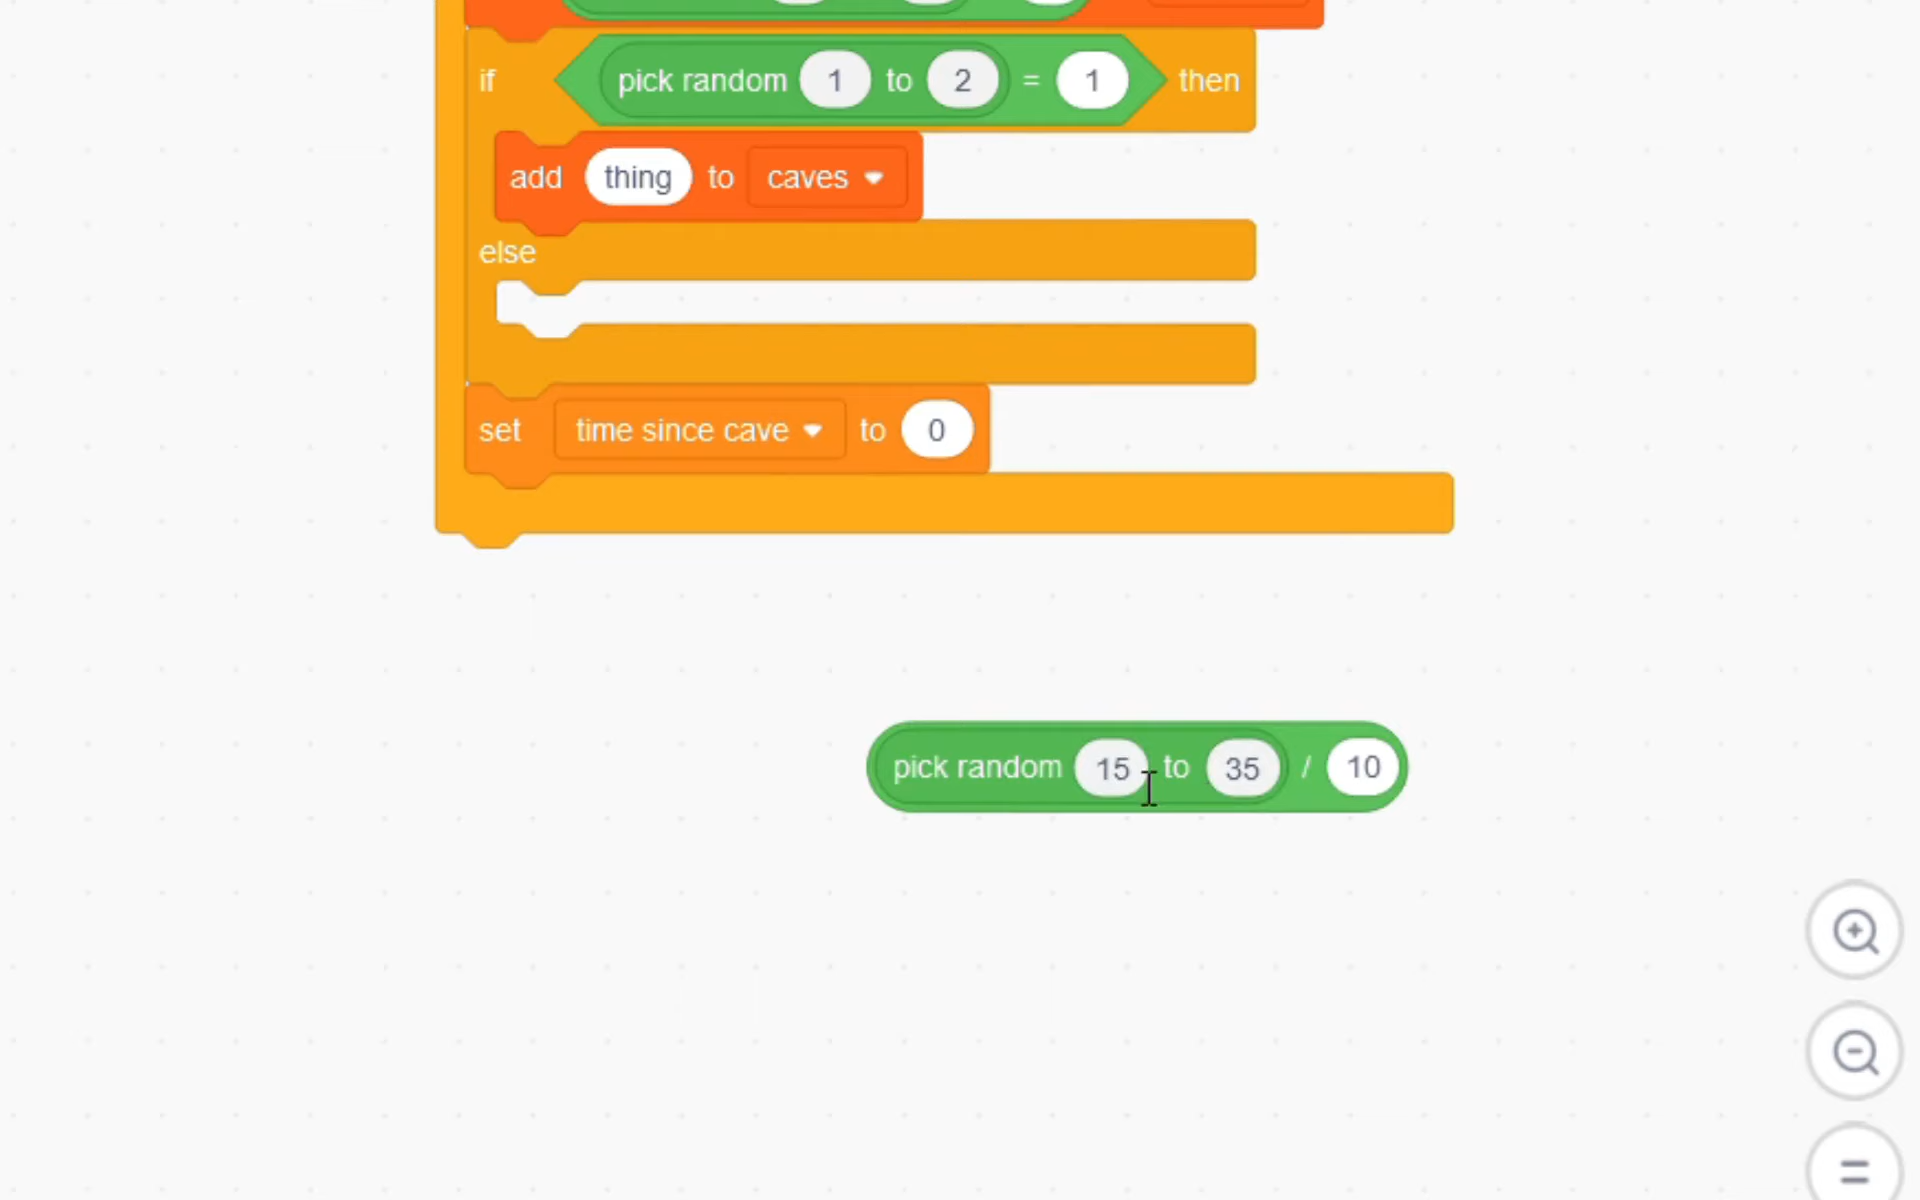 if pick random 1 to 2 = 1 then
add thing to caves
else
set time since cave to 0
pick random 15 to 35 / 10